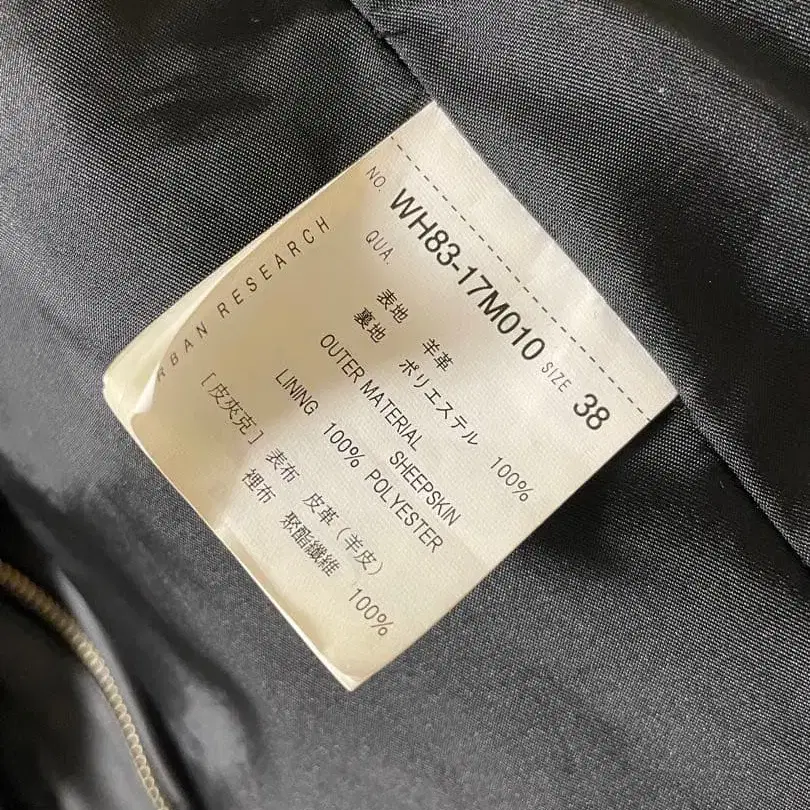 NO. WH83-17M010 SIZE 38
QUA.
表地 羊革
裏地 ポリエステル 100%
OUTER MATERIAL SHEEPSKIN
LINING 100% POLYESTER
[皮夾克] 表布 皮革(羊皮)
裡布 聚酯纖維 100%
RBAN RESEARCH